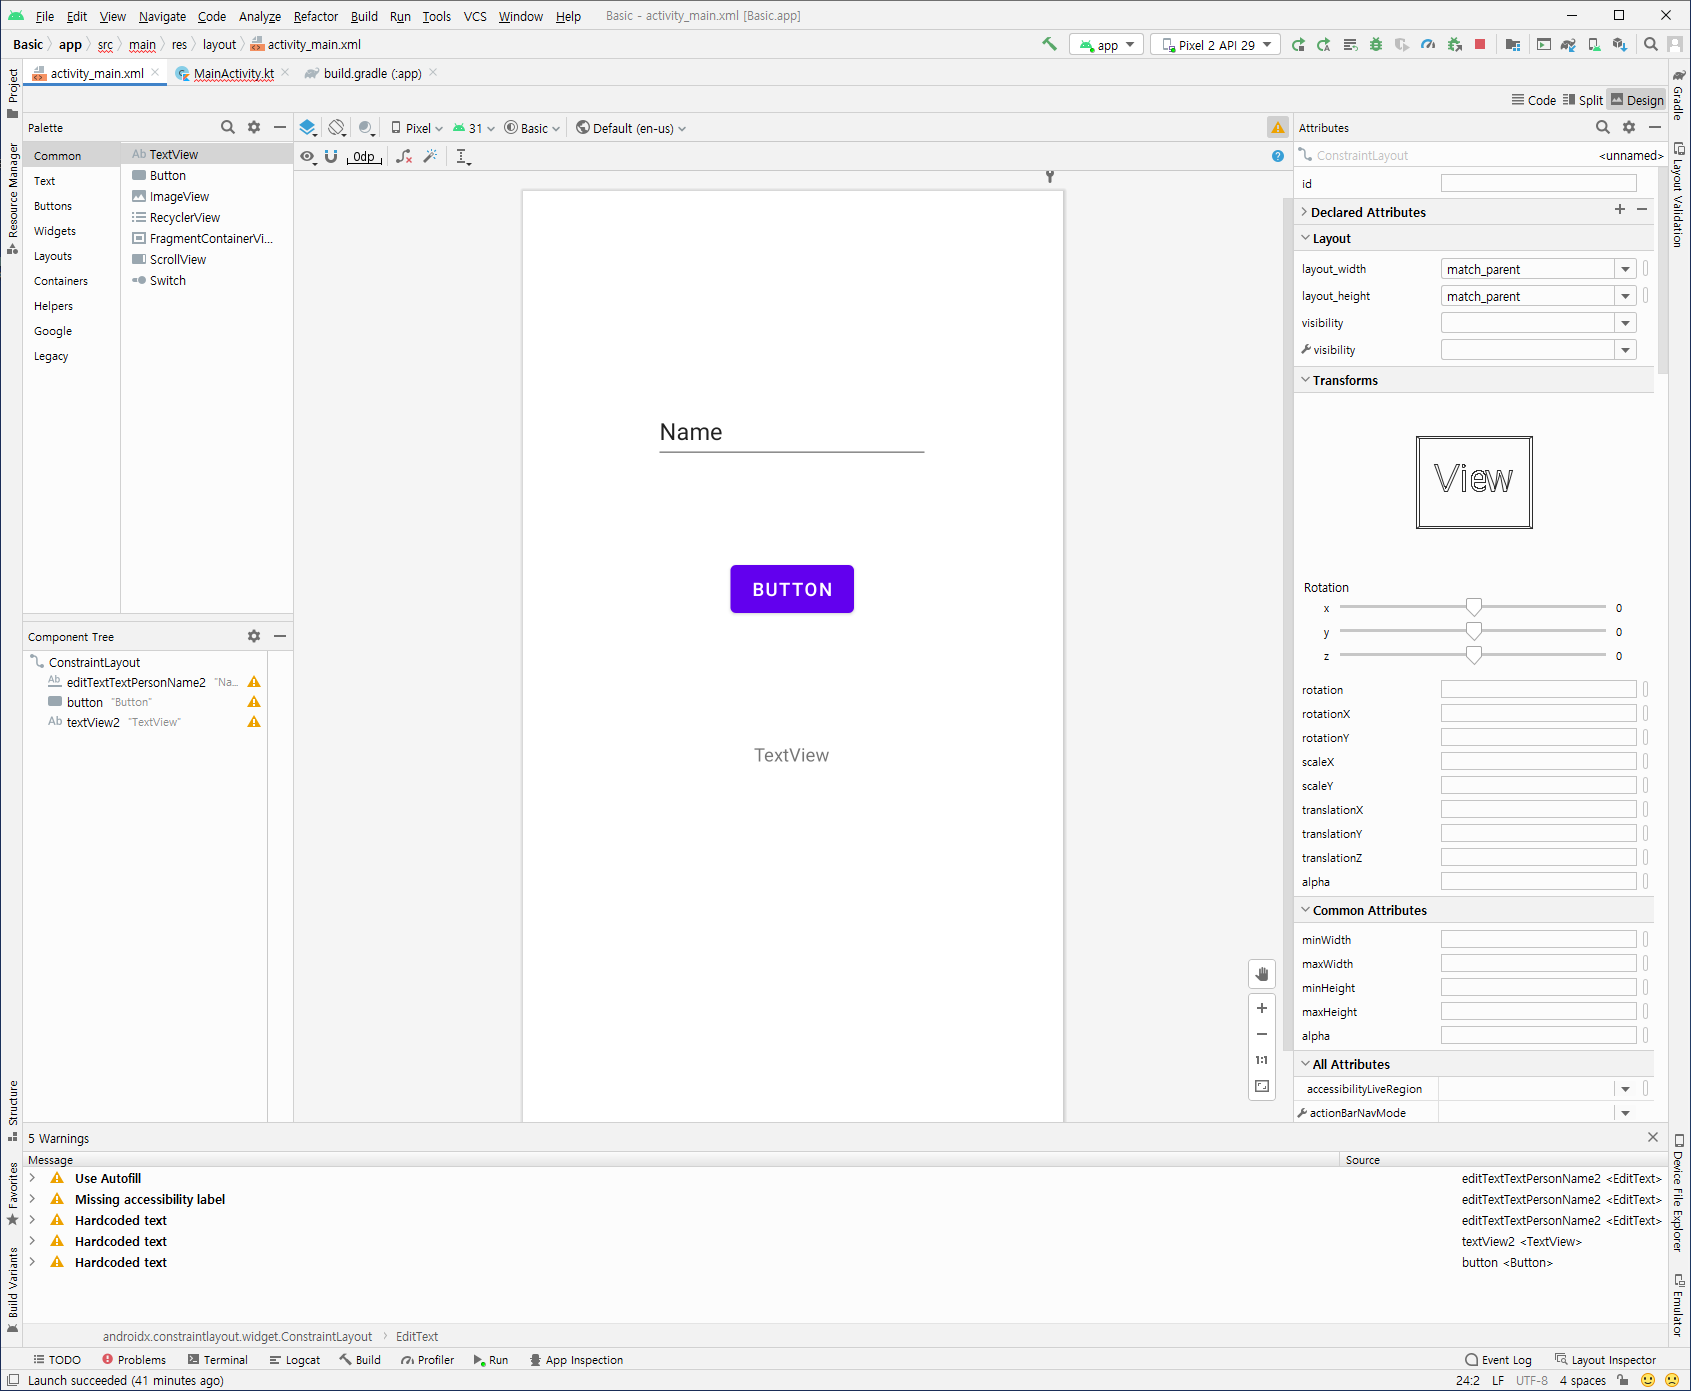 File Edit View Navigate Code Analyze Refactor Build Run Tools VCS Window Help Basic - activity_main.xml [Basic.app]
Basic app src main res layout activity_main.xml app Pixel 2 API 29
activity_main.xml MainActivity.kt build.gradle (:app)
Code Split Design
Project
Resource Manager
Structure
Favorites
Build Variants
Gradle
Layout Validation
Device File Explorer
Emulator
Palette
Common
Text
Buttons
Widgets
Layouts
Containers
Helpers
Google
Legacy
Ab TextView
Button
ImageView
RecyclerView
FragmentContainerVi...
ScrollView
Switch
Pixel 31 Basic Default (en-us)
0dp
Component Tree
ConstraintLayout
Ab editTextTextPersonName2 "Na...
button "Button"
Ab textView2 "TextView"
Name
BUTTON
TextView
1:1
Attributes
ConstraintLayout <unnamed>
id
Declared Attributes
Layout
layout_width match_parent
layout_height match_parent
visibility
visibility
Transforms
View
Rotation
x 0
y 0
z 0
rotation
rotationX
rotationY
scaleX
scaleY
translationX
translationY
translationZ
alpha
Common Attributes
minWidth
maxWidth
minHeight
maxHeight
alpha
All Attributes
accessibilityLiveRegion
actionBarNavMode
5 Warnings
Message Source
Use Autofill editTextTextPersonName2 <EditText>
Missing accessibility label editTextTextPersonName2 <EditText>
Hardcoded text editTextTextPersonName2 <EditText>
Hardcoded text textView2 <TextView>
Hardcoded text button <Button>
androidx.constraintlayout.widget.ConstraintLayout EditText
TODO Problems Terminal Logcat Build Profiler Run App Inspection Event Log Layout Inspector
Launch succeeded (41 minutes ago) 24:2 LF UTF-8 4 spaces